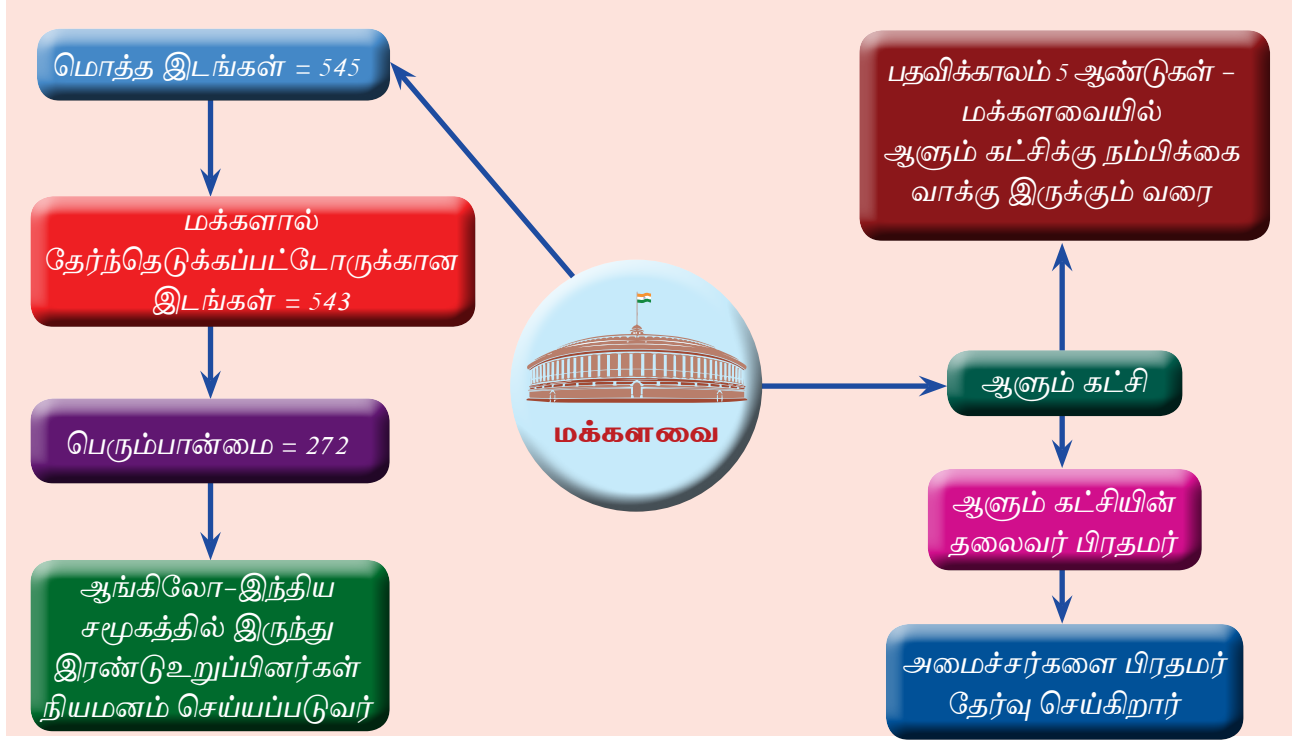 மொத்த இடங்கள் = 545
மக்களால்
தேர்ந்தெடுக்கப்பட்டோருக்கான
இடங்கள் = 543
பெரும்பான்மை = 272
ஆங்கிலோ-இந்திய
சமூகத்தில் இருந்து
இரண்டுஉறுப்பினர்கள்
நியமனம் செய்யப்படுவர்
மக்களவை
பதவிக்காலம் 5 ஆண்டுகள் -
மக்களவையில்
ஆளும் கட்சிக்கு நம்பிக்கை
வாக்கு இருக்கும் வரை
ஆளும் கட்சி
ஆளும் கட்சியின்
தலைவர் பிரதமர்
அமைச்சர்களை பிரதமர்
தேர்வு செய்கிறார்